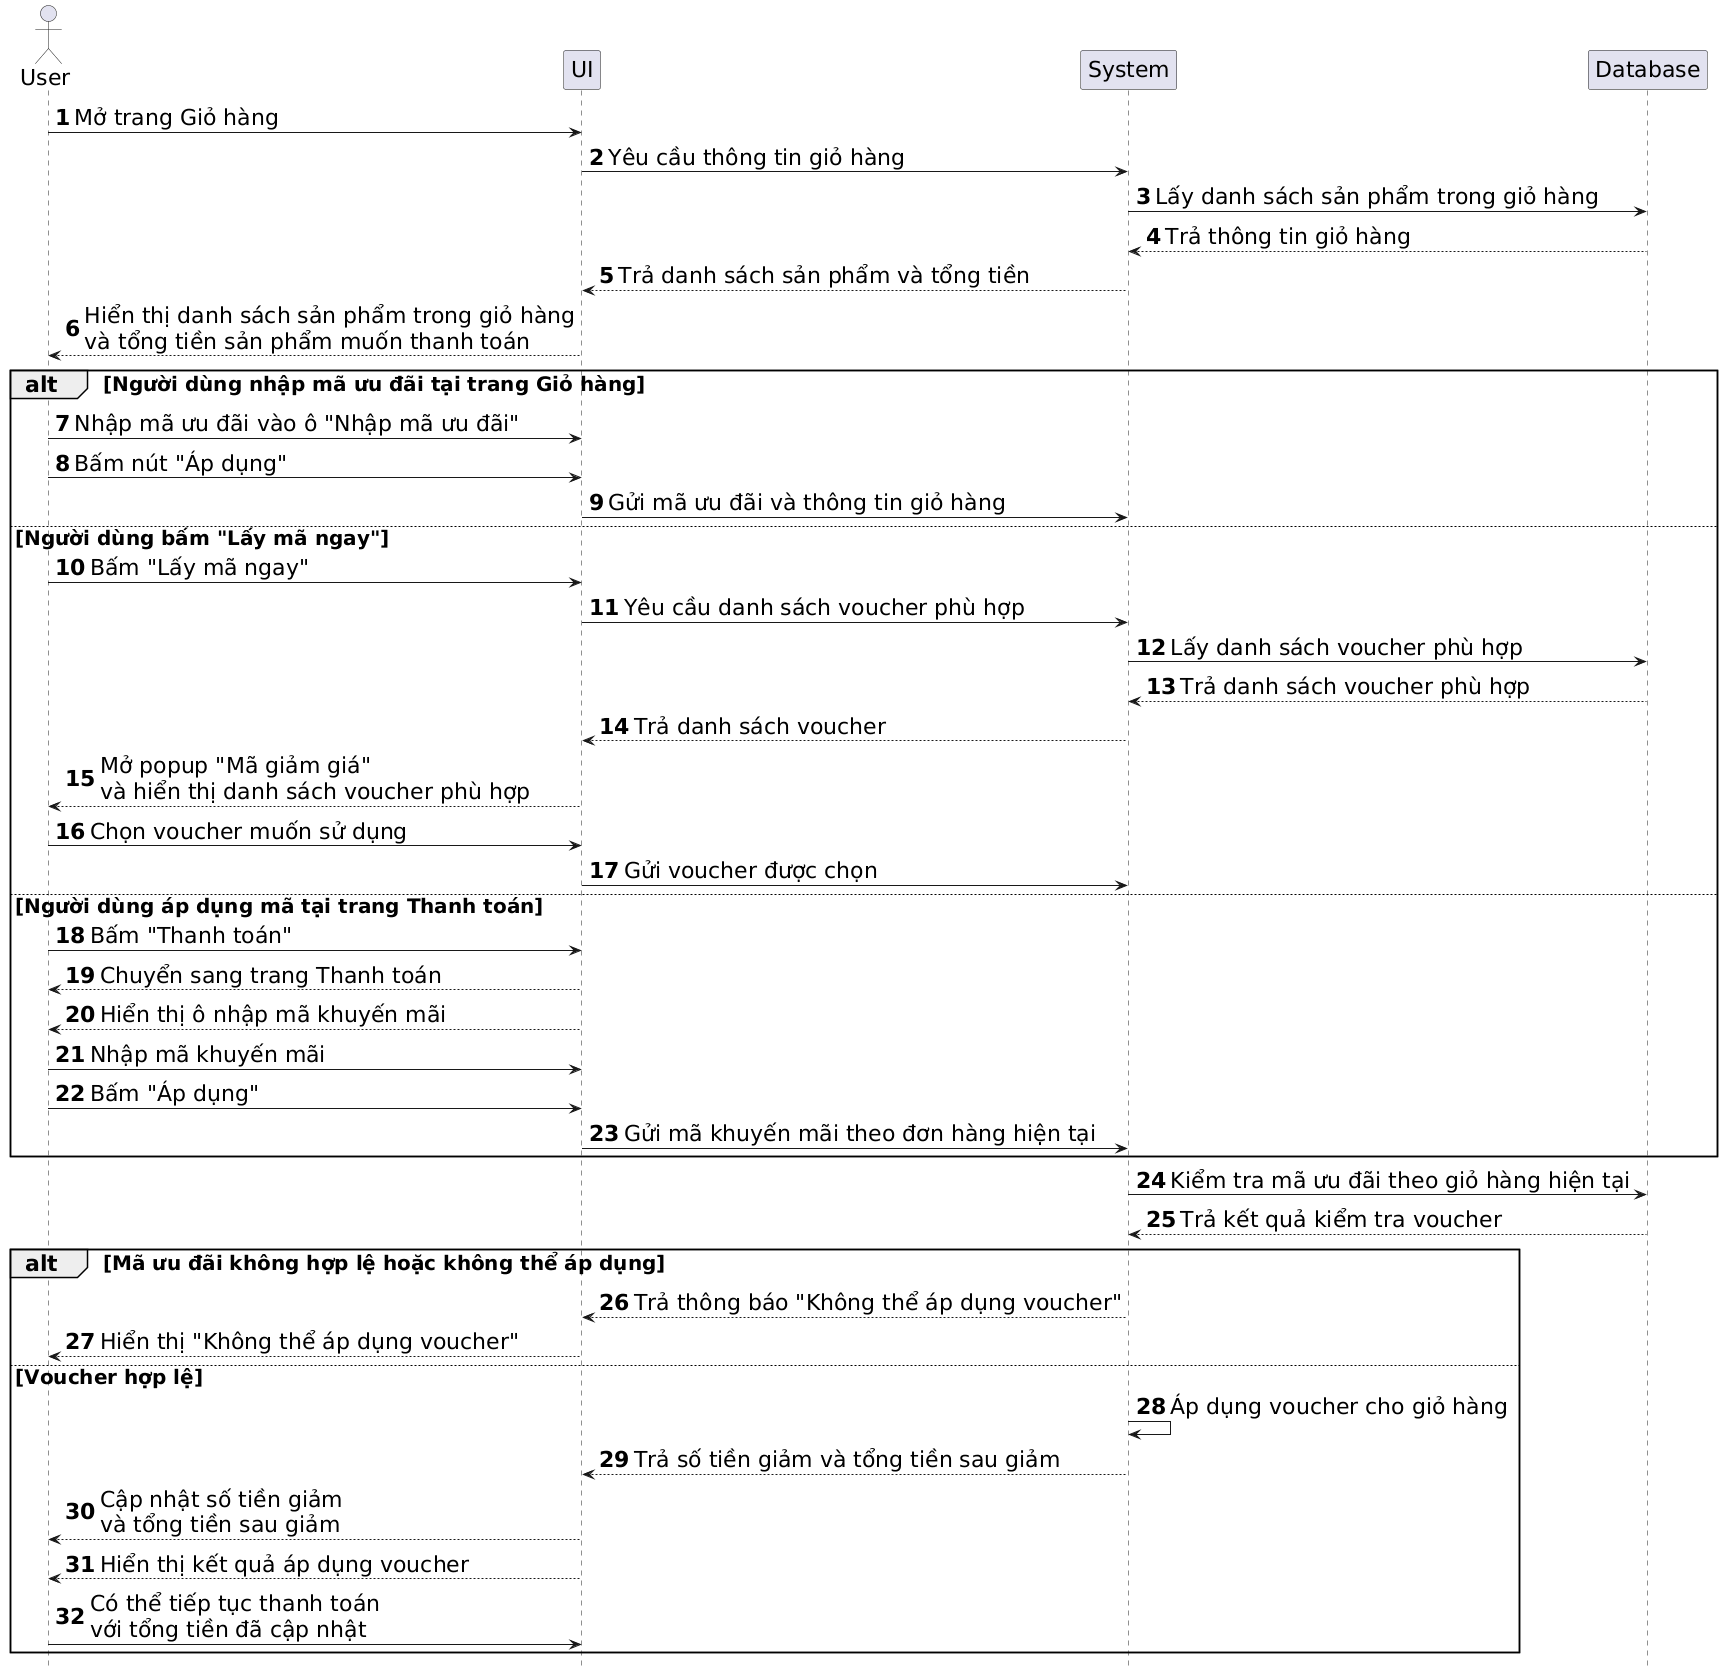 User
UI
System
Database
1 Mở trang Giỏ hàng
2 Yêu cầu thông tin giỏ hàng
3 Lấy danh sách sản phẩm trong giỏ hàng
4 Trả thông tin giỏ hàng
5 Trả danh sách sản phẩm và tổng tiền
6 Hiển thị danh sách sản phẩm trong giỏ hàng
và tổng tiền sản phẩm muốn thanh toán
alt [Người dùng nhập mã ưu đãi tại trang Giỏ hàng]
7 Nhập mã ưu đãi vào ô "Nhập mã ưu đãi"
8 Bấm nút "Áp dụng"
9 Gửi mã ưu đãi và thông tin giỏ hàng
[Người dùng bấm "Lấy mã ngay"]
10 Bấm "Lấy mã ngay"
11 Yêu cầu danh sách voucher phù hợp
12 Lấy danh sách voucher phù hợp
13 Trả danh sách voucher phù hợp
14 Trả danh sách voucher
15 Mở popup "Mã giảm giá"
và hiển thị danh sách voucher phù hợp
16 Chọn voucher muốn sử dụng
17 Gửi voucher được chọn
[Người dùng áp dụng mã tại trang Thanh toán]
18 Bấm "Thanh toán"
19 Chuyển sang trang Thanh toán
20 Hiển thị ô nhập mã khuyến mãi
21 Nhập mã khuyến mãi
22 Bấm "Áp dụng"
23 Gửi mã khuyến mãi theo đơn hàng hiện tại
24 Kiểm tra mã ưu đãi theo giỏ hàng hiện tại
25 Trả kết quả kiểm tra voucher
alt [Mã ưu đãi không hợp lệ hoặc không thể áp dụng]
26 Trả thông báo "Không thể áp dụng voucher"
27 Hiển thị "Không thể áp dụng voucher"
[Voucher hợp lệ]
28 Áp dụng voucher cho giỏ hàng
29 Trả số tiền giảm và tổng tiền sau giảm
30 Cập nhật số tiền giảm
và tổng tiền sau giảm
31 Hiển thị kết quả áp dụng voucher
32 Có thể tiếp tục thanh toán
với tổng tiền đã cập nhật